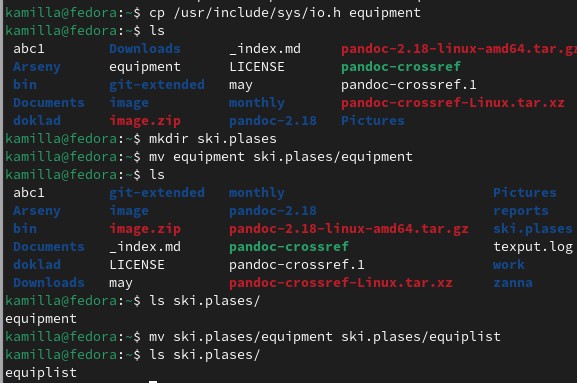 kamilla@fedora:~$ cp /usr/include/sys/io.h equipment
kamilla@fedora:~$ ls
abc1 Downloads _index.md pandoc-2.18-linux-amd64.tar.gz
Arseny equipment LICENSE pandoc-crossref
bin git-extended may pandoc-crossref.1
Documents image monthly pandoc-crossref-Linux.tar.xz
doklad image.zip pandoc-2.18 Pictures
kamilla@fedora:~$ mkdir ski.plases
kamilla@fedora:~$ mv equipment ski.plases/equipment
kamilla@fedora:~$ ls
abc1 git-extended monthly Pictures
Arseny image pandoc-2.18 reports
bin image.zip pandoc-2.18-linux-amd64.tar.gz ski.plases
Documents _index.md pandoc-crossref texput.log
doklad LICENSE pandoc-crossref.1 work
Downloads may pandoc-crossref-Linux.tar.xz zanna
kamilla@fedora:~$ ls ski.plases/
equipment
kamilla@fedora:~$ mv ski.plases/equipment ski.plases/equiplist
kamilla@fedora:~$ ls ski.plases/
equiplist